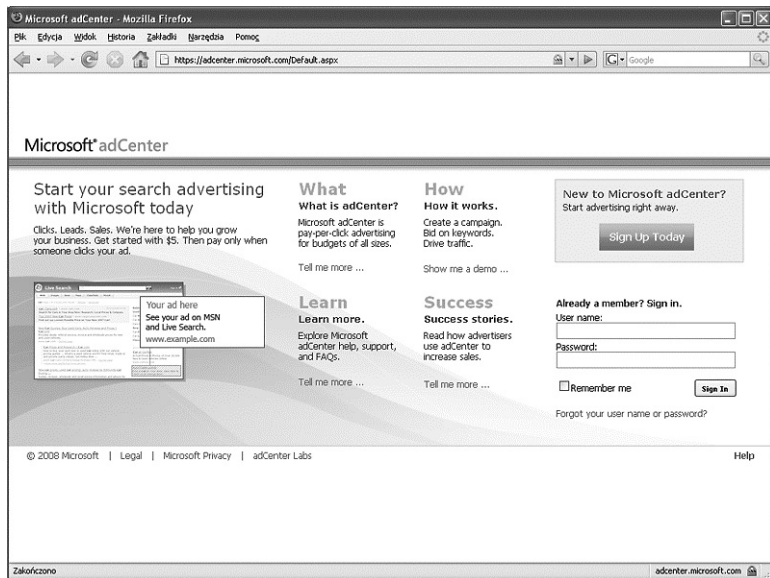 Microsoft adCenter - Mozilla Firefox
Plik Edycja Widok Historia Zakładki Narzędzia Pomoc
https://adcenter.microsoft.com/Default.aspx
G Google
Microsoft® adCenter
Start your search advertising
with Microsoft today
Clicks. Leads. Sales. We're here to help you grow
your business. Get started with $5. Then pay only when
someone clicks your ad.
Live Search
Your ad here
See your ad on MSN
and Live Search.
www.example.com
What
What is adCenter?
Microsoft adCenter is
pay-per-click advertising
for budgets of all sizes.
Tell me more ...
How
How it works.
Create a campaign.
Bid on keywords.
Drive traffic.
Show me a demo ...
Learn
Learn more.
Explore Microsoft
adCenter help, support,
and FAQs.
Tell me more ...
Success
Success stories.
Read how advertisers
use adCenter to
increase sales.
Tell me more ...
New to Microsoft adCenter?
Start advertising right away.
Sign Up Today
Already a member? Sign in.
User name:
Password:
Remember me
Sign In
Forgot your user name or password?
© 2008 Microsoft | Legal | Microsoft Privacy | adCenter Labs
Help
Zakończono
adcenter.microsoft.com